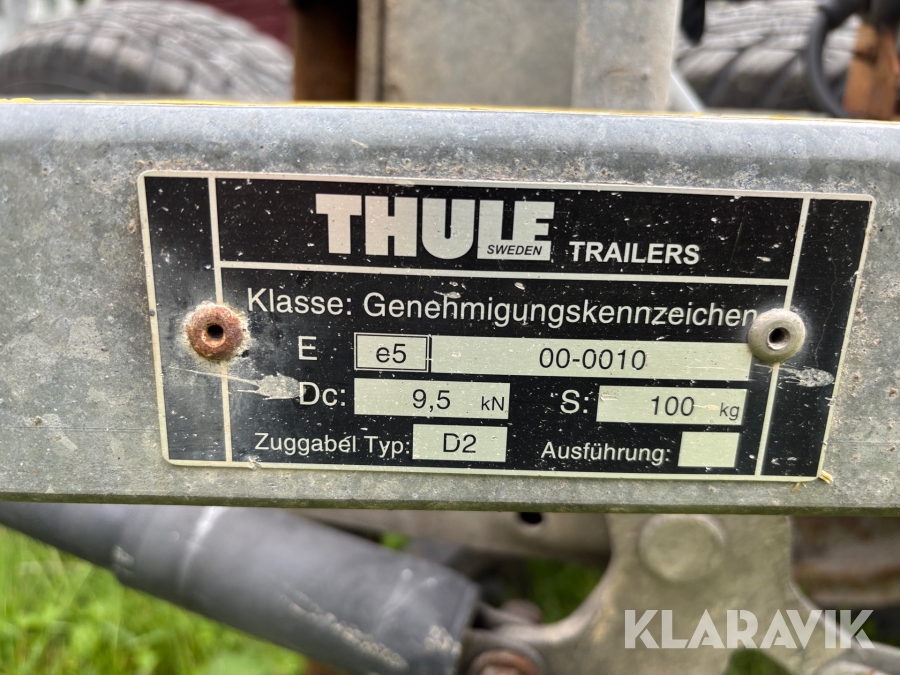 THULE
SWEDEN
TRAILERS
Klasse: Genehmigungskennzeichen
E e5 00-0010
Dc: 9,5 kN S: 100 kg
Zuggabel Typ: D2 Ausführung:
KLARAVIK